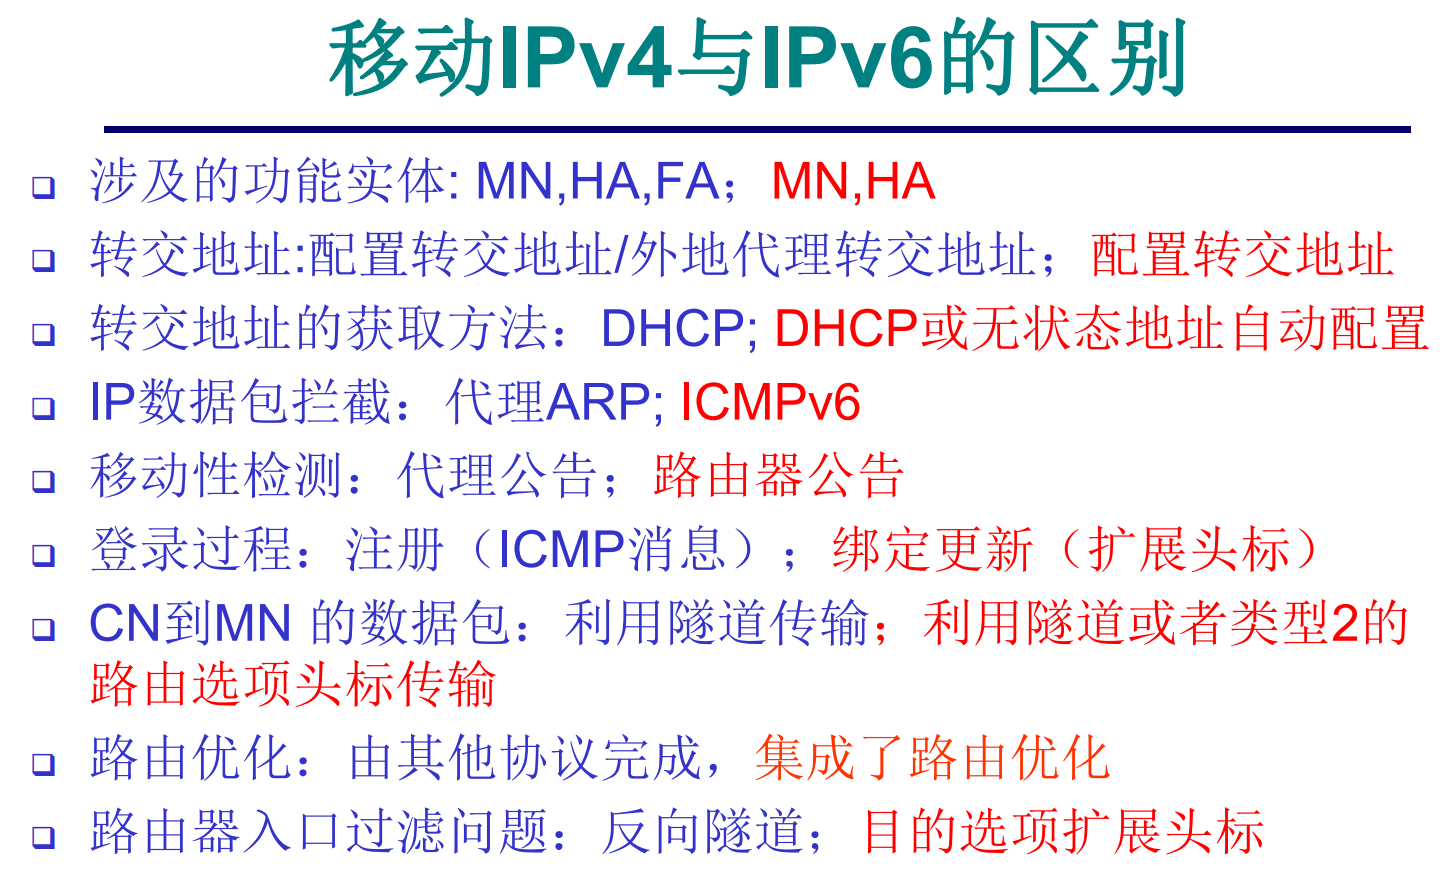 移动IPv4与IPv6的区别
涉及的功能实体: MN,HA,FA；MN,HA
转交地址:配置转交地址/外地代理转交地址；配置转交地址
转交地址的获取方法：DHCP; DHCP或无状态地址自动配置
IP数据包拦截：代理ARP; ICMPv6
移动性检测：代理公告；路由器公告
登录过程：注册（ICMP消息）；绑定更新（扩展头标）
CN到MN 的数据包：利用隧道传输；利用隧道或者类型2的
路由选项头标传输
路由优化：由其他协议完成，集成了路由优化
路由器入口过滤问题：反向隧道；目的选项扩展头标